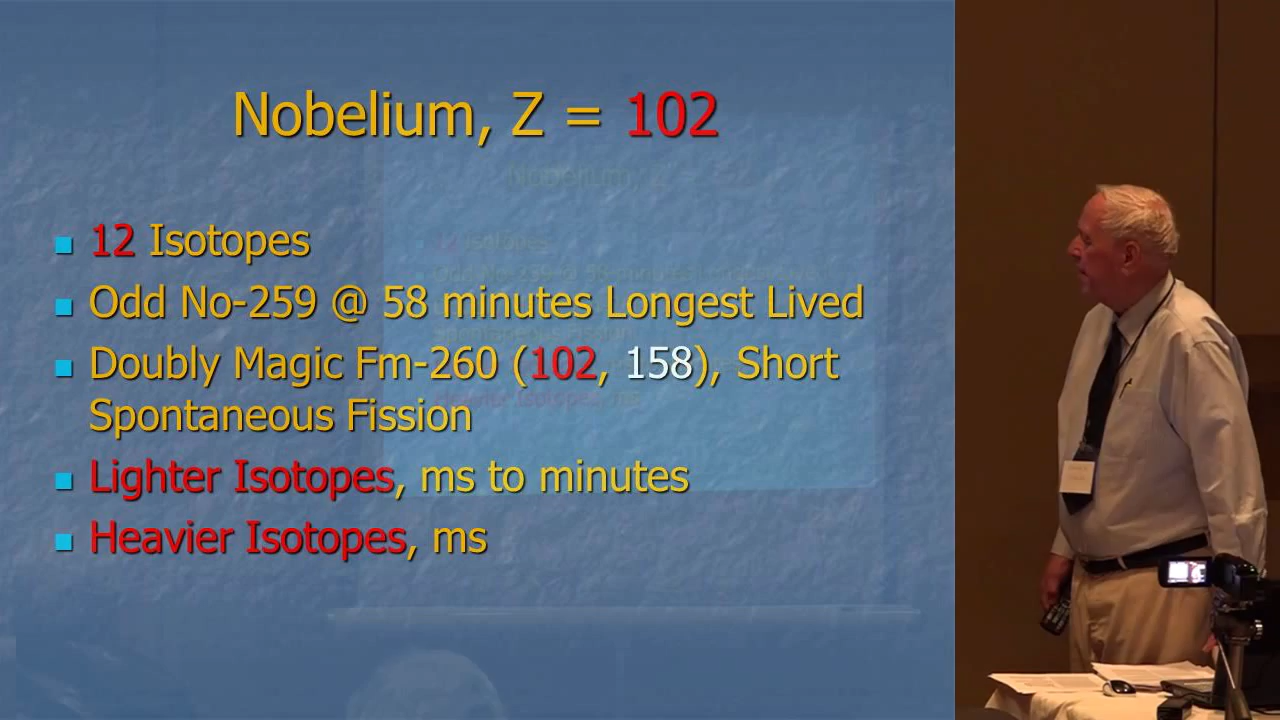 Nobelium, Z = 102
12 Isotopes
Odd No-259 @ 58 minutes Longest Lived
Doubly Magic Fm-260 (102, 158), Short
Spontaneous Fission
Lighter Isotopes, ms to minutes
Heavier Isotopes, ms